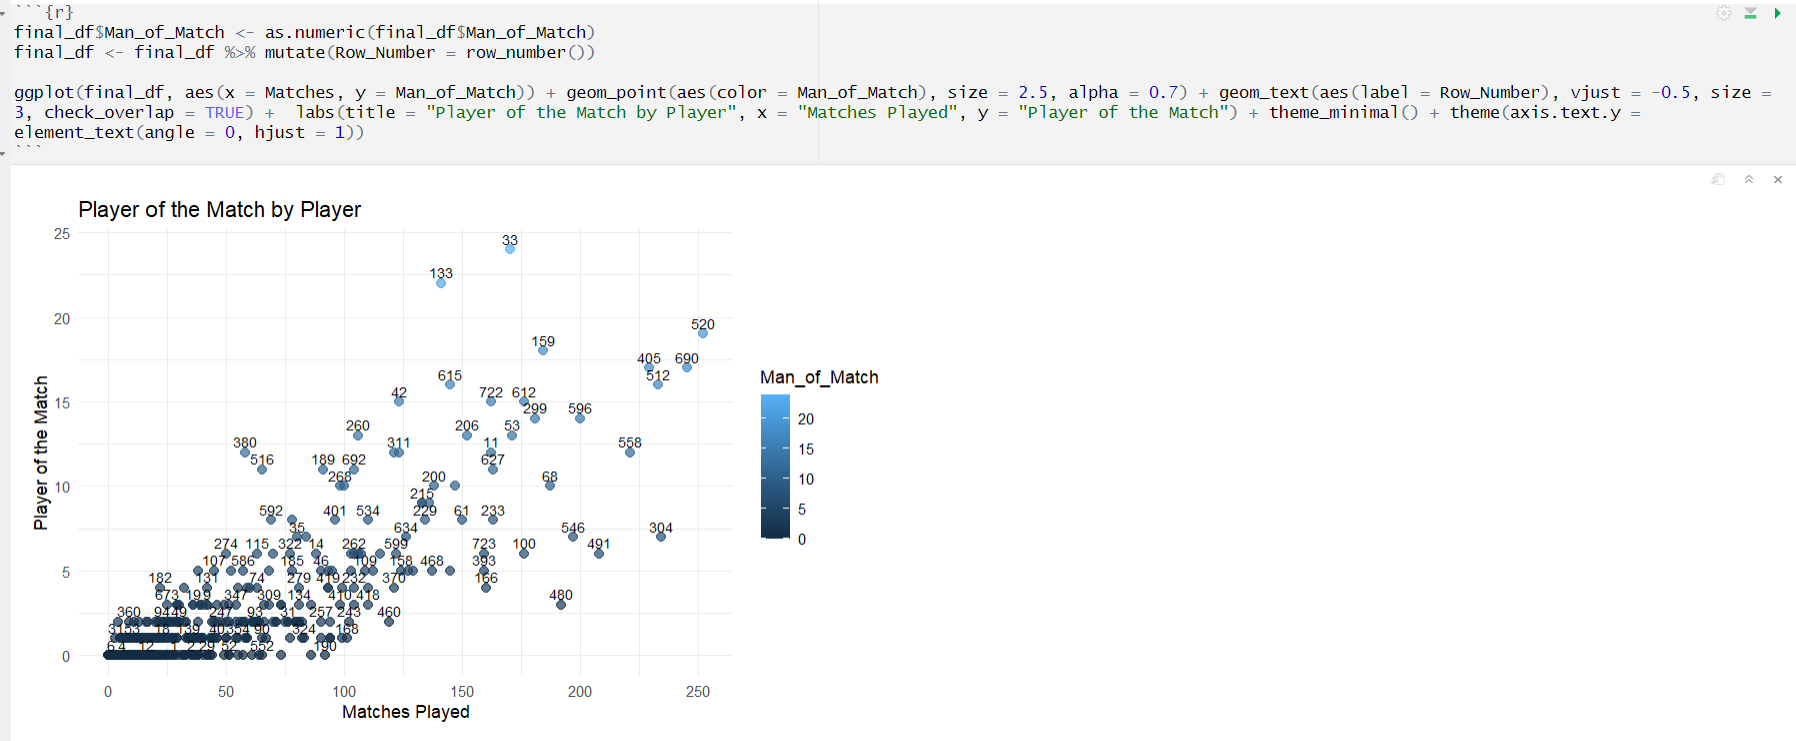 ```{r}
final_df$Man_of_Match <- as.numeric(final_df$Man_of_Match)
final_df <- final_df %>% mutate(Row_Number = row_number())
ggplot(final_df, aes(x = Matches, y = Man_of_Match)) + geom_point(aes(color = Man_of_Match), size = 2.5, alpha = 0.7) + geom_text(aes(label = Row_Number), vjust = -0.5, size =
3, check_overlap = TRUE) +  labs(title = "Player of the Match by Player", x = "Matches Played", y = "Player of the Match") + theme_minimal() + theme(axis.text.y =
element_text(angle = 0, hjust = 1))
```
Player of the Match by Player
25
33
133
20
520
159
405 690
615 512
15
42 722 612
299 596
260 206 53
380 311 11 558
516 189 692 627
10
268 200 68
215
592 401 534 229 61 233
35 634 546 304
274 115 322 14 262 599 723 100 491
5
107 586 185 46 109 158 468 393
182 131 74 279 419 232 370 166
673 199 347 309 134 410 418 480
360 94 49 247 93 31 257 243 460
18 139 40 354 90 324 168
0
6 4 12 1 2 29 52 552 190
0 50 100 150 200 250
Matches Played
Player of the Match
Man_of_Match
20
15
10
5
0